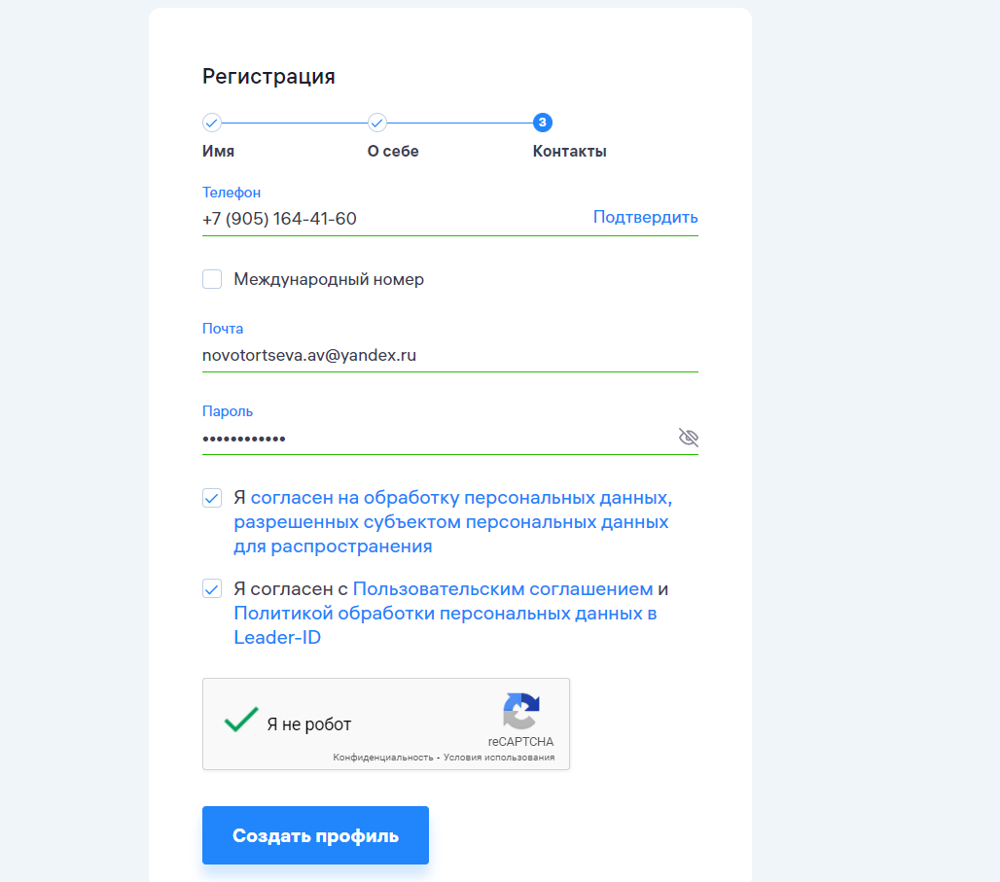 Регистрация
3
Имя
О себе
Контакты
Телефон
+7 (905) 164-41-60
Подтвердить
Международный номер
Почта
novotortseva.av@yandex.ru
Пароль
••••••••••••
Я согласен на обработку персональных данных,
разрешенных субъектом персональных данных
для распространения
Я согласен с Пользовательским соглашением и
Политикой обработки персональных данных в
Leader-ID
Я не робот
reCAPTCHA
Конфиденциальность - Условия использования
Создать профиль